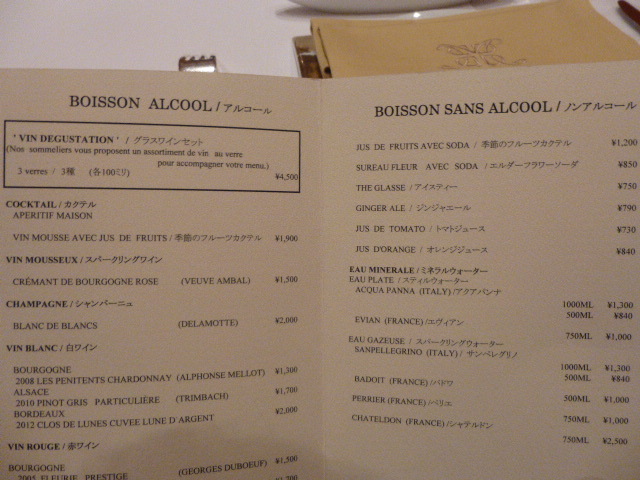 BOISSON ALCOOL / アルコール
' VIN DEGUSTATION ' / グラスワインセット
(Nos sommeliers vous proposent un assortiment de vin au verre
pour accompagner votre menu.)
3 verres / 3種 (各100ミリ)
¥4,500
COCKTAIL / カクテル
APERITIF MAISON
VIN MOUSSE AVEC JUS DE FRUITS / 季節のフルーツカクテル ¥1,900
VIN MOUSSEUX / スパークリングワイン
CRÉMANT DE BOURGOGNE ROSE (VEUVE AMBAL) ¥1,500
CHAMPAGNE / シャンパーニュ
BLANC DE BLANCS (DELAMOTTE) ¥2,000
VIN BLANC / 白ワイン
BOURGOGNE
2008 LES PENITENTS CHARDONNAY (ALPHONSE MELLOT) ¥1,300
ALSACE
2010 PINOT GRIS PARTICULIÈRE (TRIMBACH) ¥1,700
BORDEAUX
2012 CLOS DE LUNES CUVEE LUNE D ARGENT ¥2,000
VIN ROUGE / 赤ワイン
BOURGOGNE
2005 FLEURIE PRESTIGE (GEORGES DUBOEUF) ¥1,500
BOISSON SANS ALCOOL / ノンアルコール
JUS DE FRUITS AVEC SODA / 季節のフルーツカクテル ¥1,200
SUREAU FLEUR AVEC SODA / エルダーフラワーソーダ ¥850
THE GLASSE / アイスティー ¥750
GINGER ALE / ジンジャエール ¥790
JUS DE TOMATO / トマトジュース ¥730
JUS D'ORANGE / オレンジジュース ¥840
EAU MINERALE / ミネラルウォーター
EAU PLATE / スティルウォーター
ACQUA PANNA (ITALY) / アクアパンナ
1000ML ¥1,300
500ML ¥840
EVIAN (FRANCE) / エヴィアン
750ML ¥1,000
EAU GAZEUSE / スパークリングウォーター
SANPELLEGRINO (ITALY) / サンペレグリノ
1000ML ¥1,300
500ML ¥840
BADOIT (FRANCE) / バドワ
500ML ¥1,000
PERRIER (FRANCE) / ペリエ
750ML ¥1,000
CHATELDON (FRANCE) / シャテルドン
750ML ¥2,500